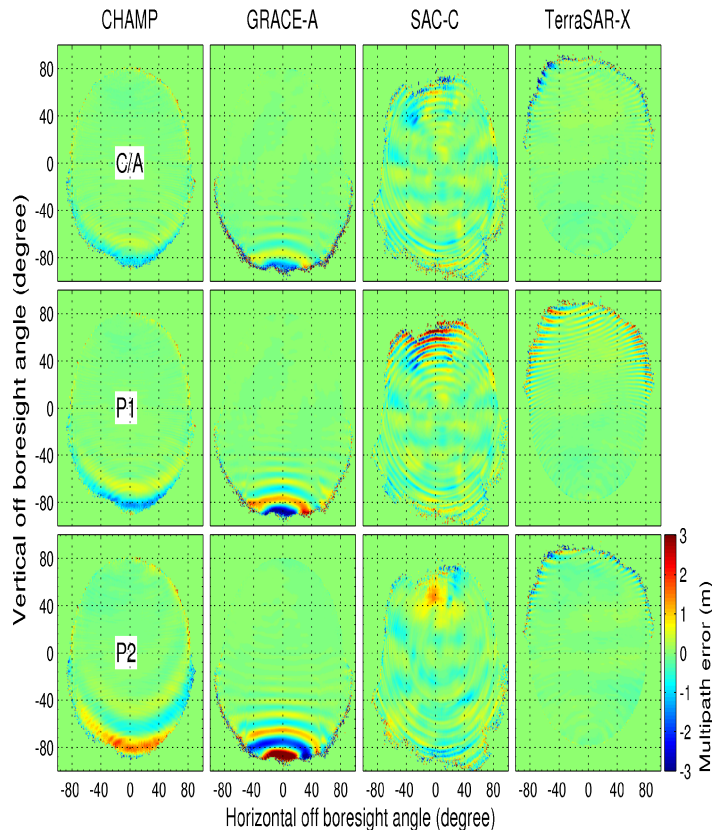 CHAMP GRACE-A SAC-C TerraSAR-X
80
40
C/A
0
-40
-80
80
40
P1
0
-40
-80
80
40
P2
0
-40
-80
3
2
1
0
-1
-2
-3
Multipath error (m)
Vertical off boresight angle (degree)
-80 -40 0 40 80 -80 -40 0 40 80 -80 -40 0 40 80 -80 -40 0 40 80
Horizontal off boresight angle (degree)